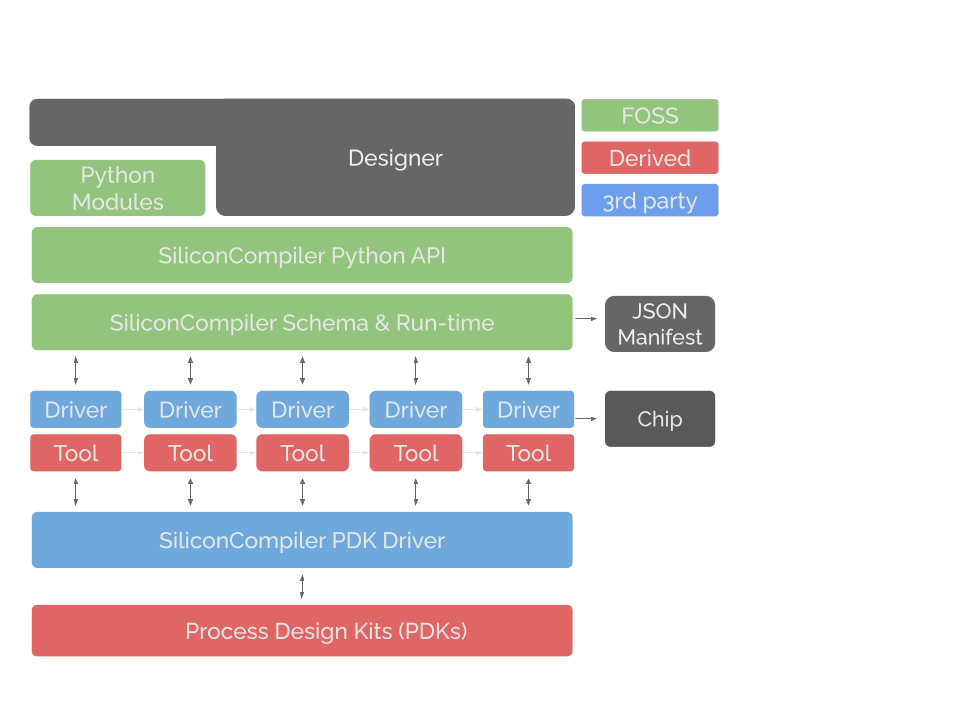 Designer
FOSS
Derived
3rd party
Python
Modules
SiliconCompiler Python API
SiliconCompiler Schema & Run-time
JSON
Manifest
Driver Driver Driver Driver Driver
Chip
Tool Tool Tool Tool Tool
SiliconCompiler PDK Driver
Process Design Kits (PDKs)